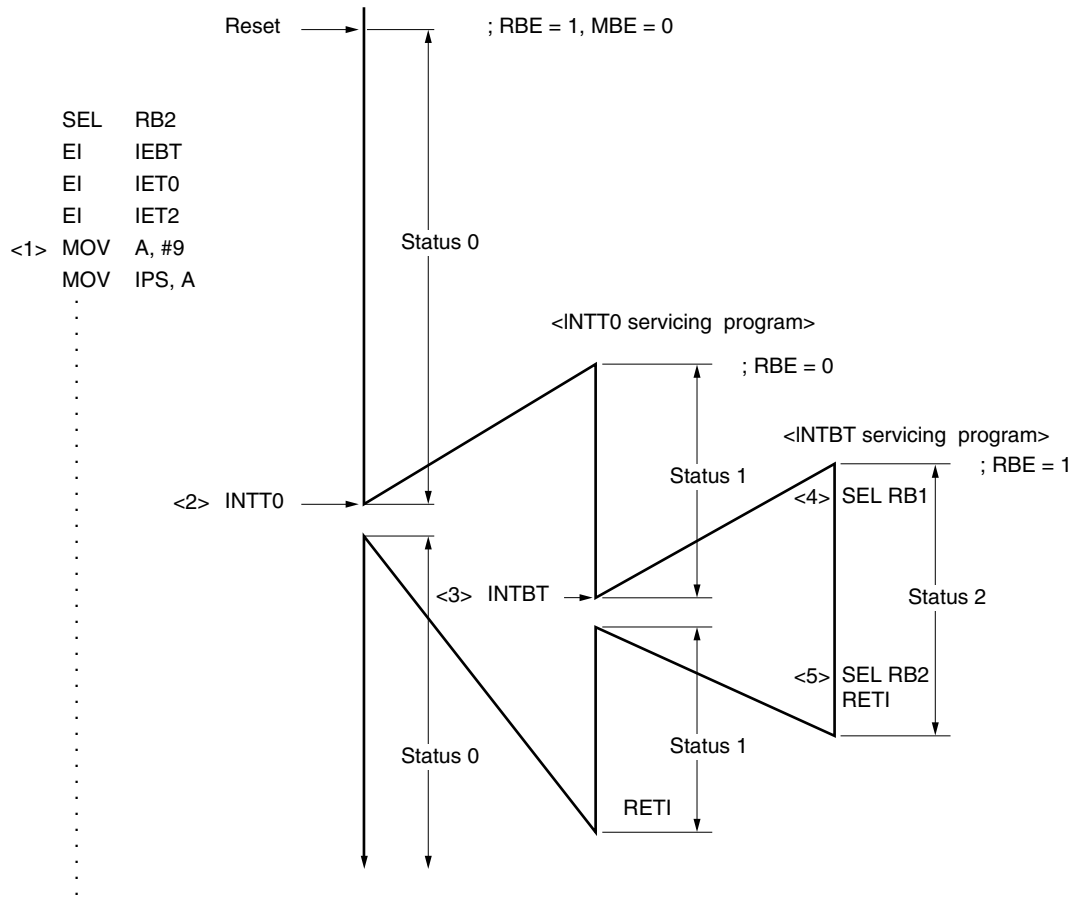 Reset
; RBE = 1, MBE = 0
SEL RB2
EI IEBT
EI IET0
EI IET2
<1> MOV A, #9
MOV IPS, A
Status 0
<INTT0 servicing program>
; RBE = 0
<INTBT servicing program>
; RBE = 1
Status 1
<2> INTT0
<4> SEL RB1
<3> INTBT
Status 2
<5> SEL RB2
RETI
Status 1
Status 0
RETI